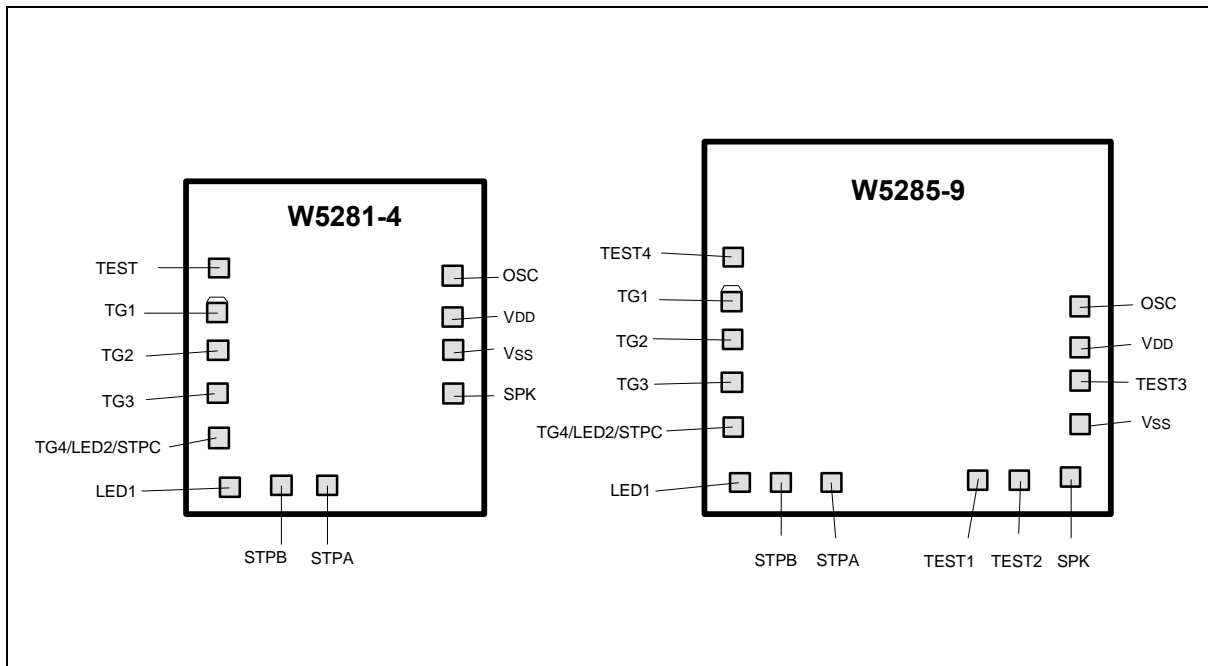 W5281-4
TEST
TG1
TG2
TG3
TG4/LED2/STPC
LED1
STPB
STPA
OSC
VDD
VSS
SPK
W5285-9
TEST4
TG1
TG2
TG3
TG4/LED2/STPC
LED1
STPB
STPA
TEST1
TEST2
SPK
OSC
VDD
TEST3
VSS